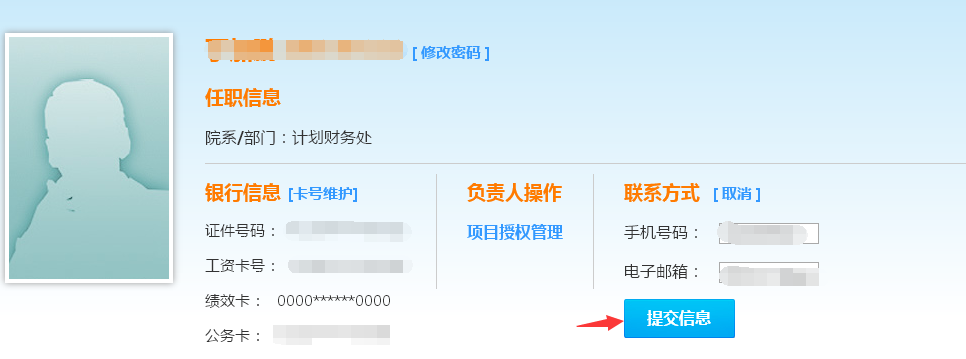 [ 修改密码 ]
任职信息
院系/部门：计划财务处
银行信息 [卡号维护]
证件号码：
工资卡号：
绩效卡： 0000******0000
公务卡：
负责人操作
项目授权管理
联系方式 [ 取消 ]
手机号码：
电子邮箱：
提交信息